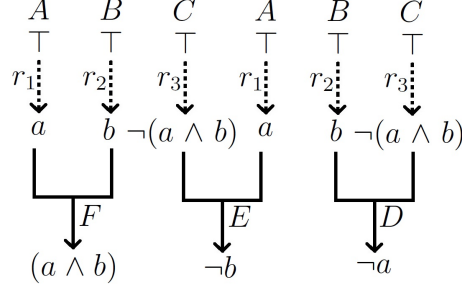 A B C A B C
⊤ ⊤ ⊤ ⊤ ⊤ ⊤
r₁ r₂ r₃ r₁ r₂ r₃
a b ¬(a ∧ b) a b ¬(a ∧ b)
F E D
(a ∧ b) ¬b ¬a